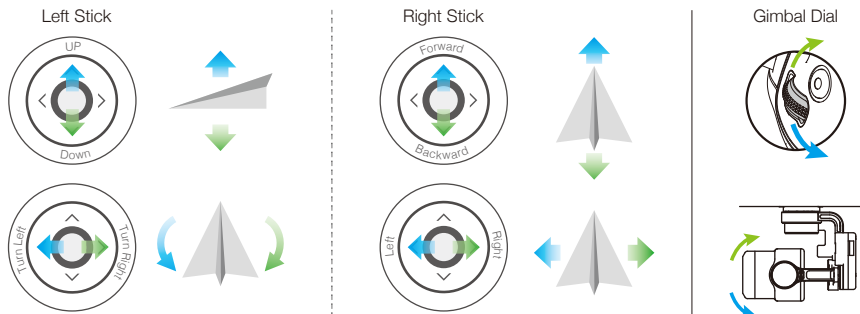 Left Stick
Right Stick
Gimbal Dial
UP
Down
Forward
Backward
Turn Left
Turn Right
Left
Right